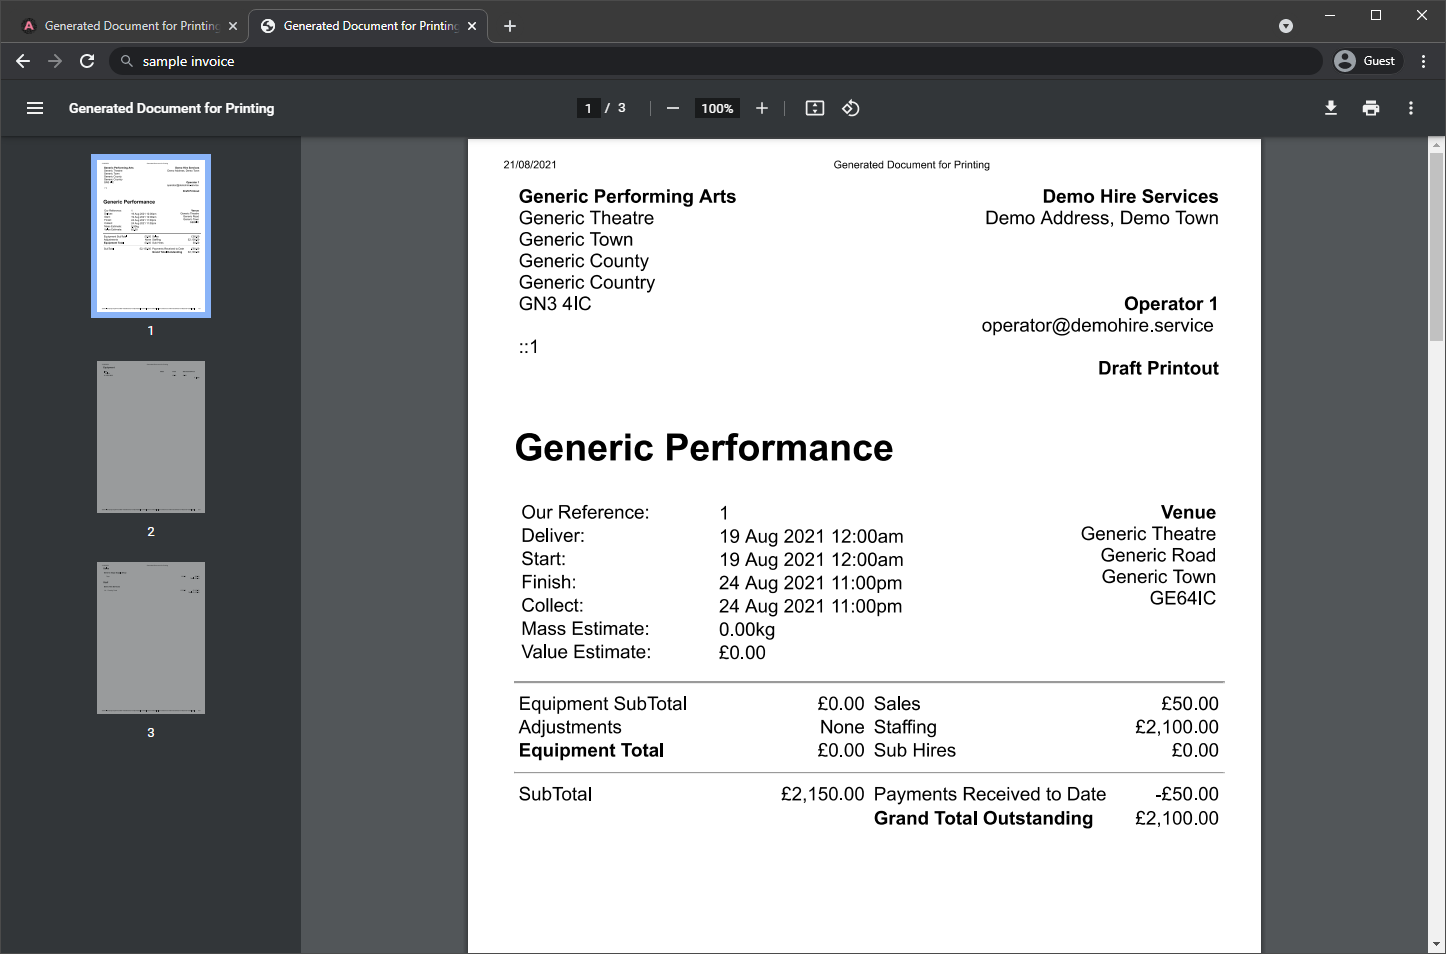 Generated Document for Printing
Generated Document for Printing
sample invoice
Guest
Generated Document for Printing
1 / 3
100%
1
2
3
21/08/2021
Generated Document for Printing
Generic Performing Arts
Generic Theatre
Generic Town
Generic County
Generic Country
GN3 4IC
::1
Demo Hire Services
Demo Address, Demo Town
Operator 1
operator@demohire.service
Draft Printout
Generic Performance
Our Reference: 1
Deliver: 19 Aug 2021 12:00am
Start: 19 Aug 2021 12:00am
Finish: 24 Aug 2021 11:00pm
Collect: 24 Aug 2021 11:00pm
Mass Estimate: 0.00kg
Value Estimate: £0.00
Venue
Generic Theatre
Generic Road
Generic Town
GE64IC
Equipment SubTotal £0.00 Sales £50.00
Adjustments None Staffing £2,100.00
Equipment Total £0.00 Sub Hires £0.00
SubTotal £2,150.00 Payments Received to Date -£50.00
Grand Total Outstanding £2,100.00